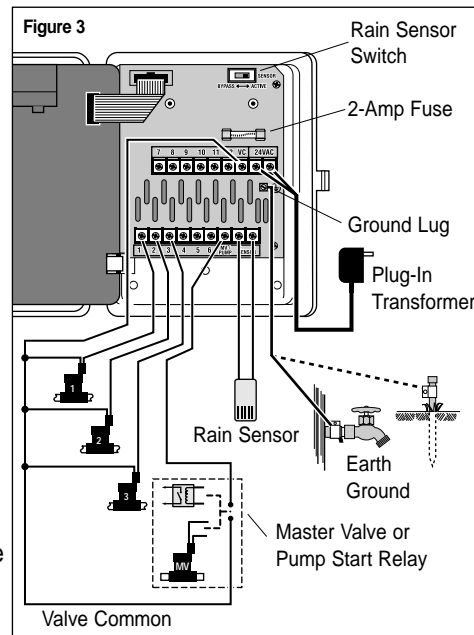 Figure 3
Rain Sensor
Switch
SENSOR
BYPASS ACTIVE
2-Amp Fuse
7 8 9 10 11 VC 24VAC
Ground Lug
1 2 3 4 5 6 MV/
PUMP
Plug-In
Transformer
1
2
3
Rain Sensor
Earth
Ground
Master Valve or
Pump Start Relay
MV
e
Valve Common